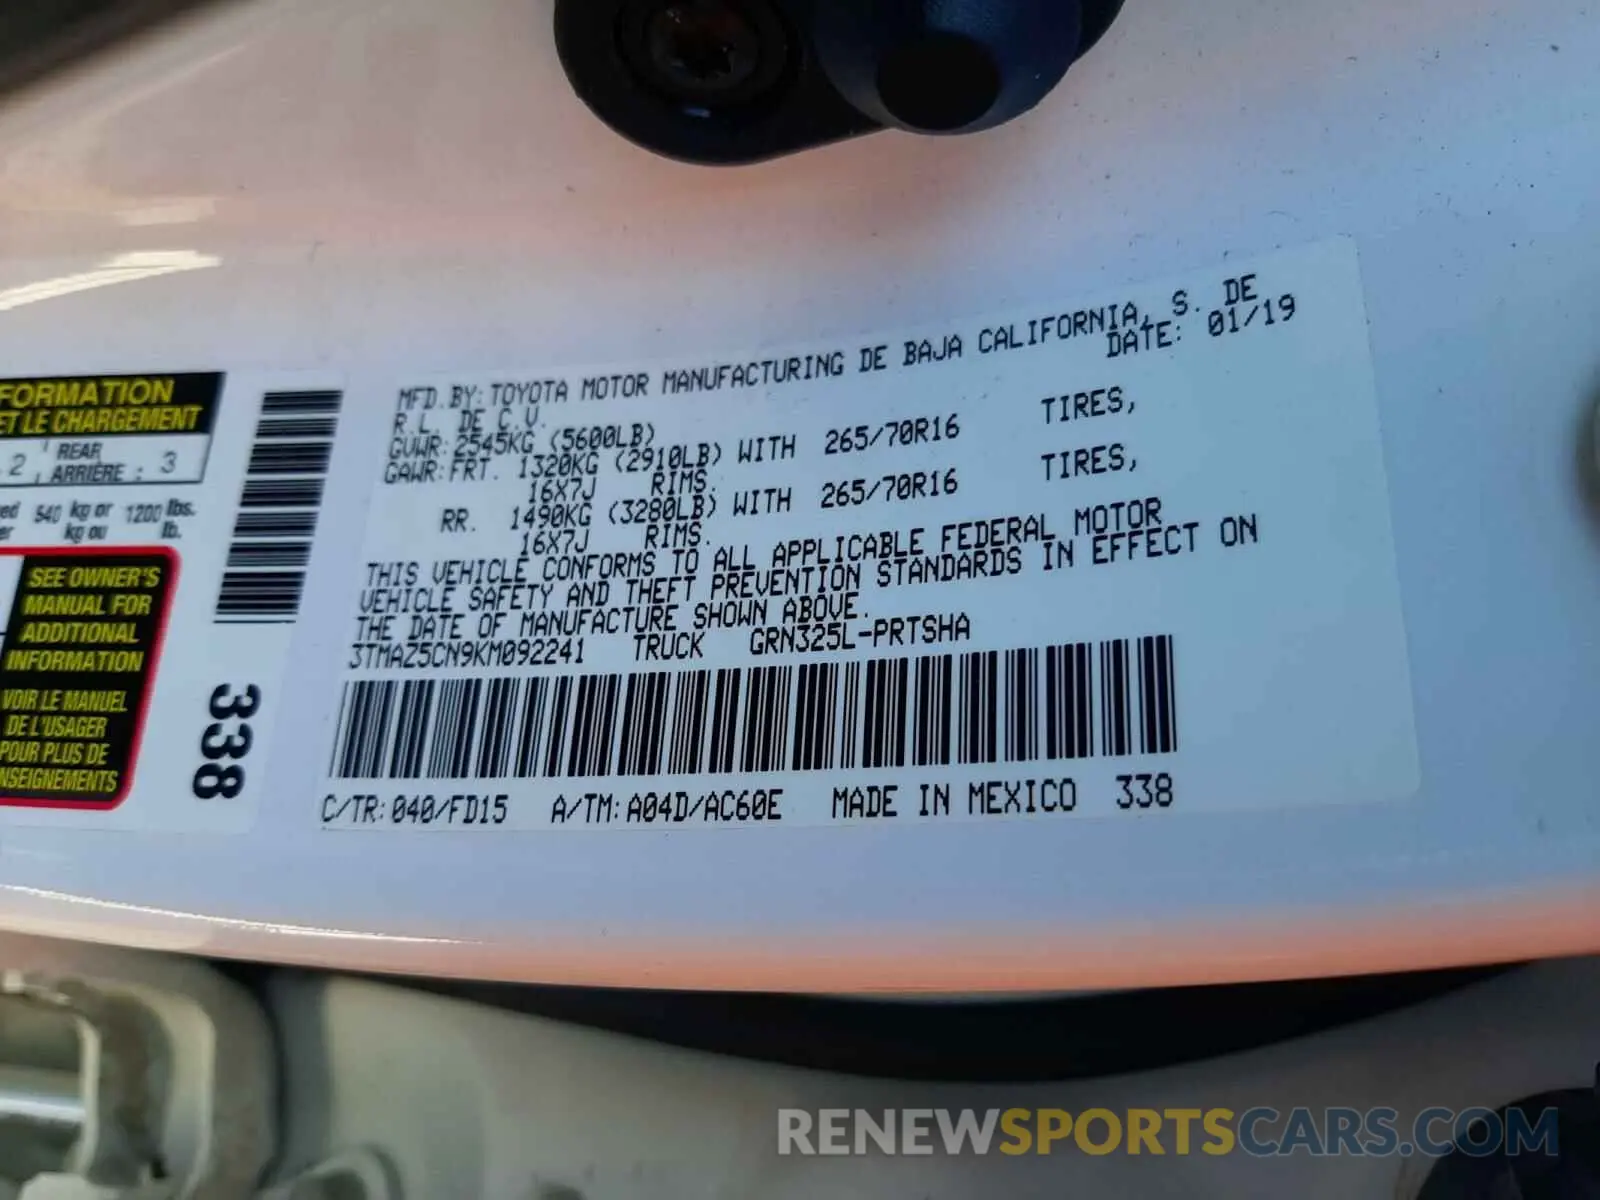 MFD. BY: TOYOTA MOTOR MANUFACTURING DE BAJA CALIFORNIA, S. DE
R.L. DE C.V. DATE: 01/19
GVWR: 2545KG (5600LB)
GAWR: FRT. 1320KG (2910LB) WITH 265/70R16 TIRES,
16X7J RIMS.
RR. 1490KG (3280LB) WITH 265/70R16 TIRES,
16X7J RIMS.
THIS VEHICLE CONFORMS TO ALL APPLICABLE FEDERAL MOTOR
VEHICLE SAFETY AND THEFT PREVENTION STANDARDS IN EFFECT ON
THE DATE OF MANUFACTURE SHOWN ABOVE.
3TMAZ5CN9KM092241 TRUCK GRN325L-PRTSHA
C/TR: 040/FD15 A/TM: A04D/AC60E MADE IN MEXICO 338
FORMATION
ET LE CHARGEMENT
2 REAR
ARRIÈRE : 3
540 kg or 1200 lbs.
kg ou lb.
SEE OWNER'S
MANUAL FOR
ADDITIONAL
INFORMATION
VOIR LE MANUEL
DE L'USAGER
POUR PLUS DE
NSEIGNEMENTS
338
RENEWSPORTSCARS.COM